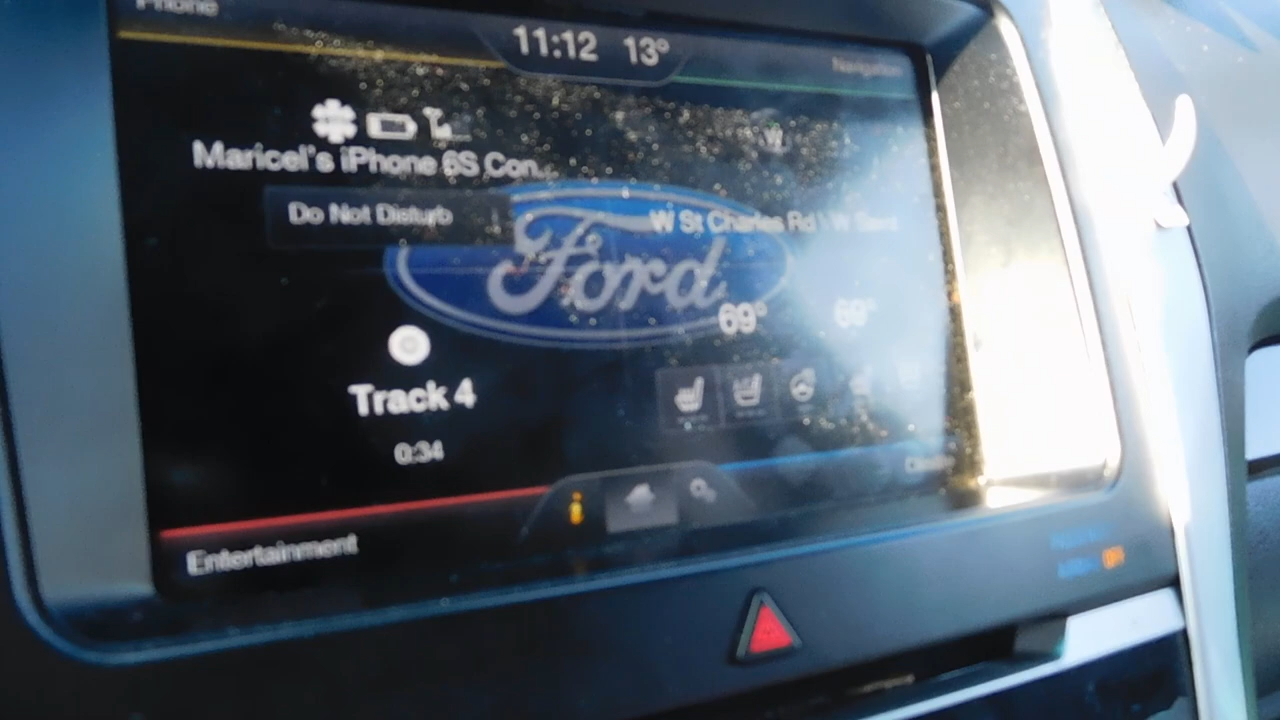 Phone
11:12 13°
Navigation
Maricel's iPhone 6S Con...
Do Not Disturb
W St Charles Rd \ W
Ford
69° 69°
Track 4
0:34
i
Entertainment
OFF